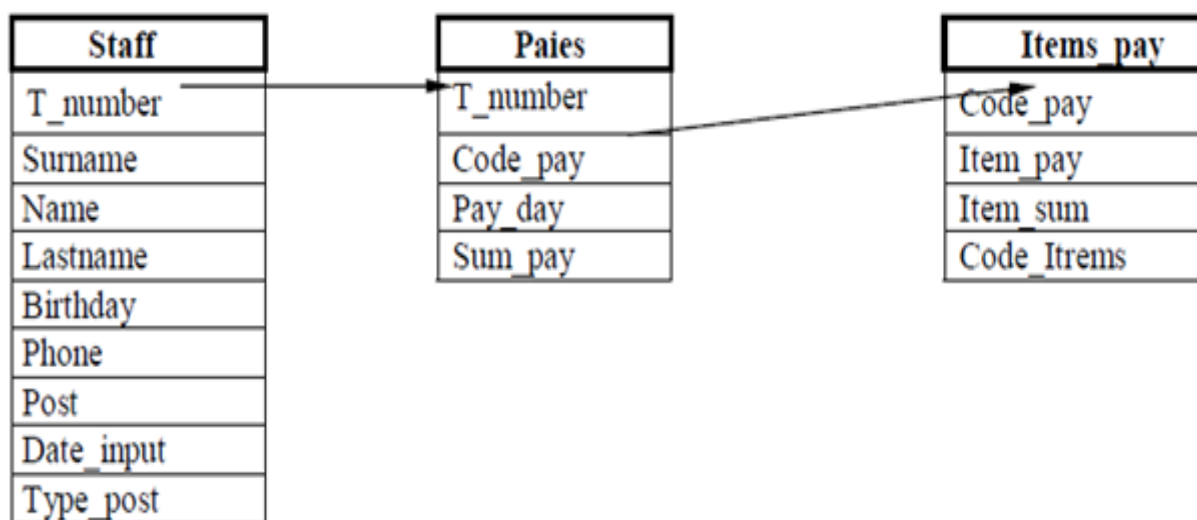 Staff
T_number
Surname
Name
Lastname
Birthday
Phone
Post
Date_input
Type_post
Paies
T_number
Code_pay
Pay_day
Sum_pay
Items_pay
Code_pay
Item_pay
Item_sum
Code_Itrems